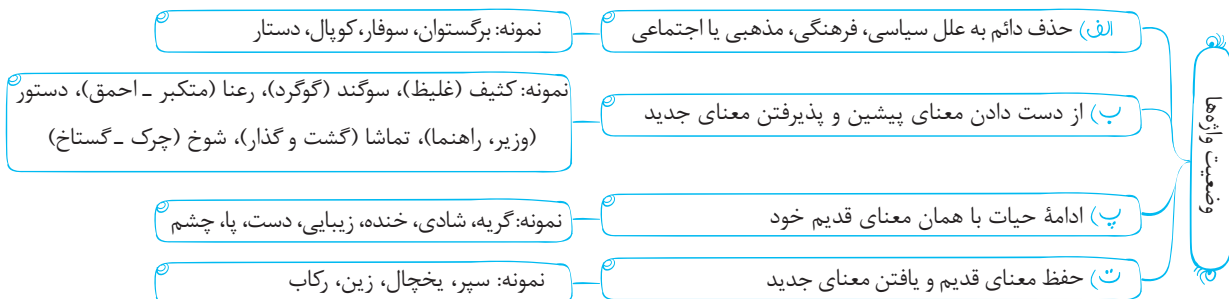 وضعیت واژه‌ها
الف) حذف دائم به علل سیاسی، فرهنگی، مذهبی یا اجتماعی
نمونه: برگستوان، سوفار، کوپال، دستار
ب) از دست دادن معنای پیشین و پذیرفتن معنای جدید
نمونه: کثیف (غلیظ)، سوگند (گوگرد)، رعنا (متکبر ـ احمق)، دستور
(وزیر، راهنما)، تماشا (گشت و گذار)، شوخ (چرک ـ گستاخ)
پ) ادامهٔ حیات با همان معنای قدیم خود
نمونه: گریه، شادی، خنده، زیبایی، دست، پا، چشم
ت) حفظ معنای قدیم و یافتن معنای جدید
نمونه: سپر، یخچال، زین، رکاب